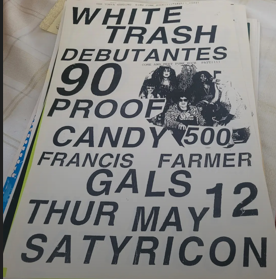 WHITE
TRASH
DEBUTANTES
90
PROOF
CANDY 500
FRANCIS FARMER
GALS
THUR MAY 12
SATYRICON